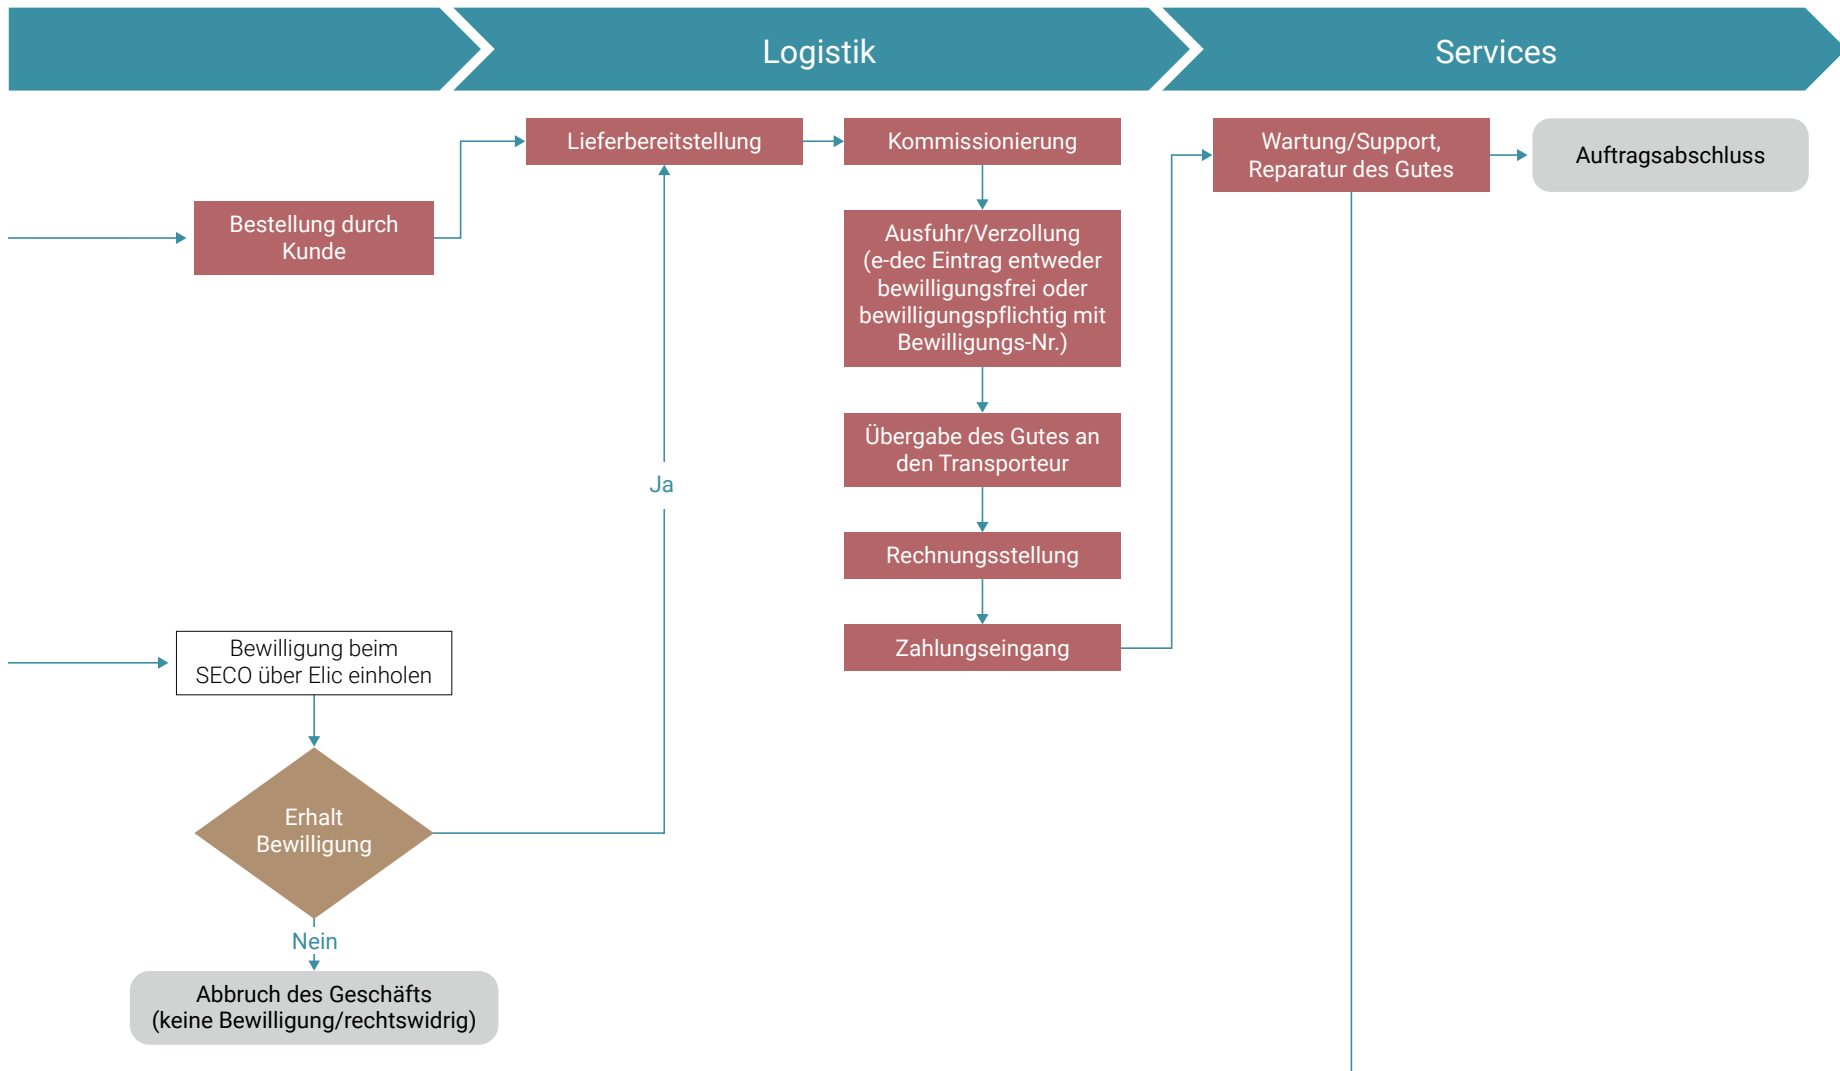 Logistik
Services
Lieferbereitstellung
Kommissionierung
Wartung/Support,
Reparatur des Gutes
Auftragsabschluss
Bestellung durch
Kunde
Ausfuhr/Verzollung
(e-dec Eintrag entweder
bewilligungsfrei oder
bewilligungspflichtig mit
Bewilligungs-Nr.)
Übergabe des Gutes an
den Transporteur
Ja
Rechnungsstellung
Zahlungseingang
Bewilligung beim
SECO über Elic einholen
Erhalt
Bewilligung
Nein
Abbruch des Geschäfts
(keine Bewilligung/rechtswidrig)